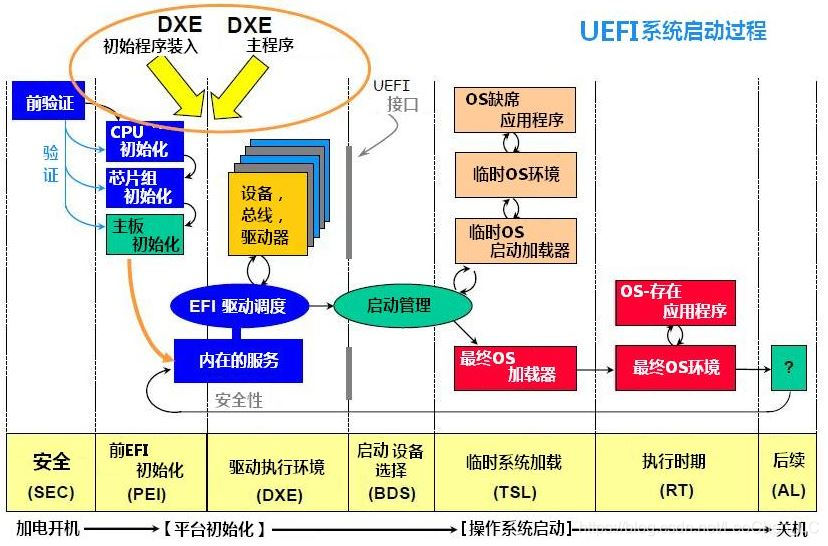 UEFI系统启动过程
DXE
初始程序装入
DXE
主程序
前验证
验
证
CPU
初始化
芯片组
初始化
主板
初始化
设备，
总线，
驱动器
UEFI
接口
OS缺席
应用程序
临时OS环境
临时OS
启动加载器
EFI 驱动调度
启动管理
OS-存在
应用程序
内在的服务
最终OS
加载器
最终OS环境
?
安全性
安全
(SEC)
前EFI
初始化
(PEI)
驱动执行环境
(DXE)
启动 设备
选择
(BDS)
临时系统加载
(TSL)
执行时期
(RT)
后续
(AL)
加电开机
【 平台初始化 】
[操作系统启动]
关机